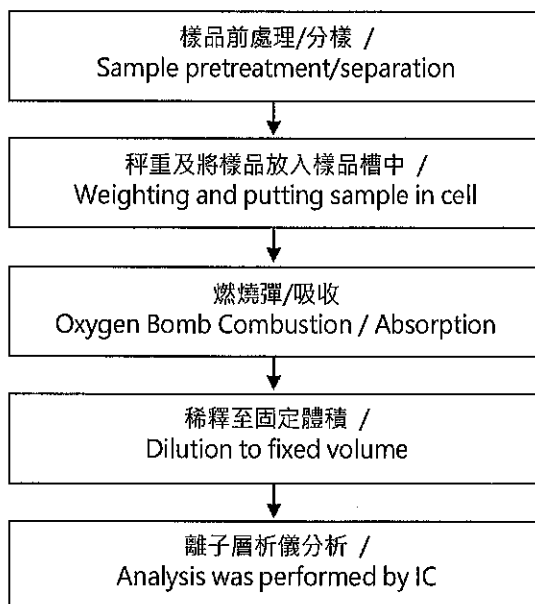 樣品前處理/分樣 /
Sample pretreatment/separation
秤重及將樣品放入樣品槽中 /
Weighting and putting sample in cell
燃燒彈/吸收
Oxygen Bomb Combustion / Absorption
稀釋至固定體積 /
Dilution to fixed volume
離子層析儀分析 /
Analysis was performed by IC